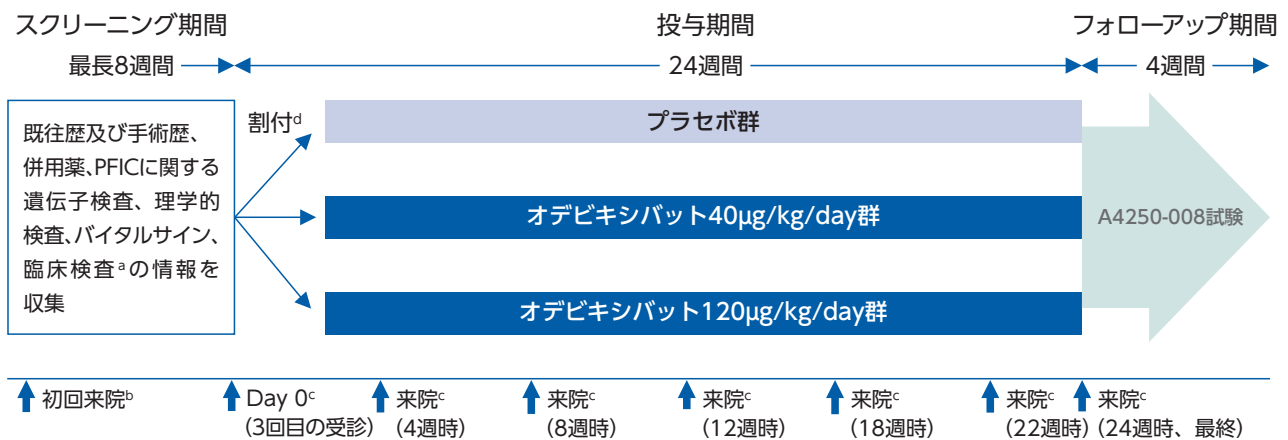 スクリーニング期間
投与期間
フォローアップ期間
最長8週間
24週間
4週間
既往歴及び手術歴、
併用薬、PFICに関する
遺伝子検査、理学的
検査、バイタルサイン、
臨床検査aの情報を
収集
割付d
プラセボ群
オデビキシバット40μg/kg/day群
オデビキシバット120μg/kg/day群
A4250-008試験
初回来院b
Day 0c
(3回目の受診)
来院c
(4週時)
来院c
(8週時)
来院c
(12週時)
来院c
(18週時)
来院c
(22週時)
来院c
(24週時、最終)